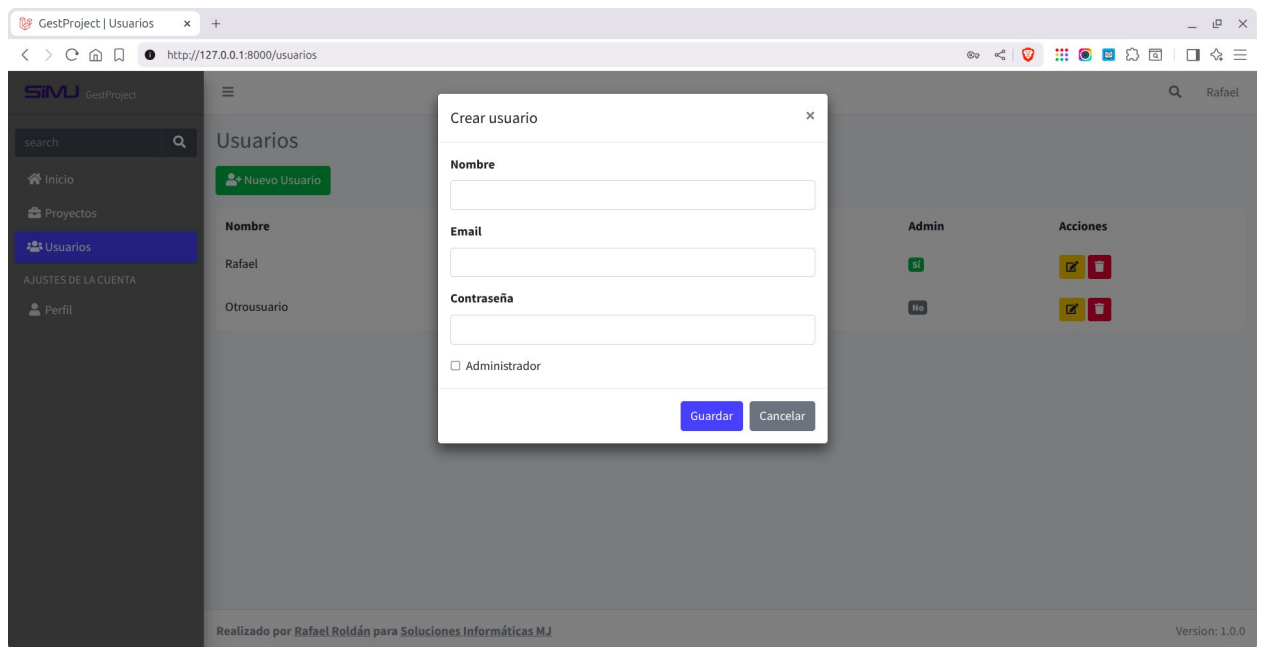 GestProject | Usuarios
http://127.0.0.1:8000/usuarios
SiMJ GestProject
Rafael
search
Usuarios
Inicio
Nuevo Usuario
Proyectos
Usuarios
AJUSTES DE LA CUENTA
Perfil
Nombre Admin Acciones
Rafael Sí
Otrousuario No
Crear usuario ×
Nombre
Email
Contraseña
Administrador
Guardar Cancelar
Realizado por Rafael Roldán para Soluciones Informáticas MJ Version: 1.0.0